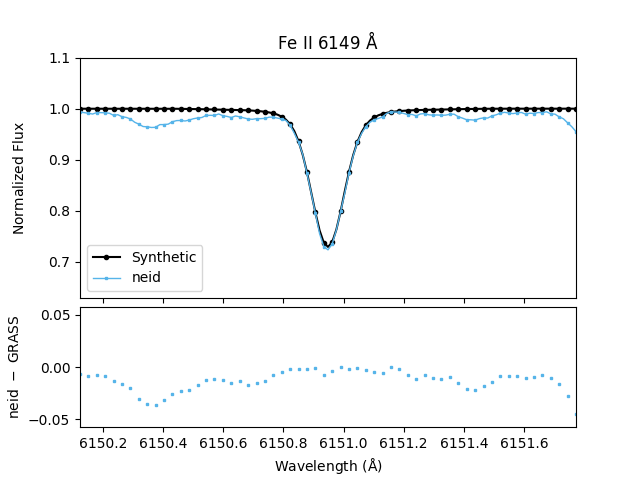 Fe II 6149 Å
1.1
1.0
0.9
0.8
0.7
Normalized Flux
Synthetic
neid
0.05
0.00
−0.05
neid − GRASS
6150.2 6150.4 6150.6 6150.8 6151.0 6151.2 6151.4 6151.6
Wavelength (Å)